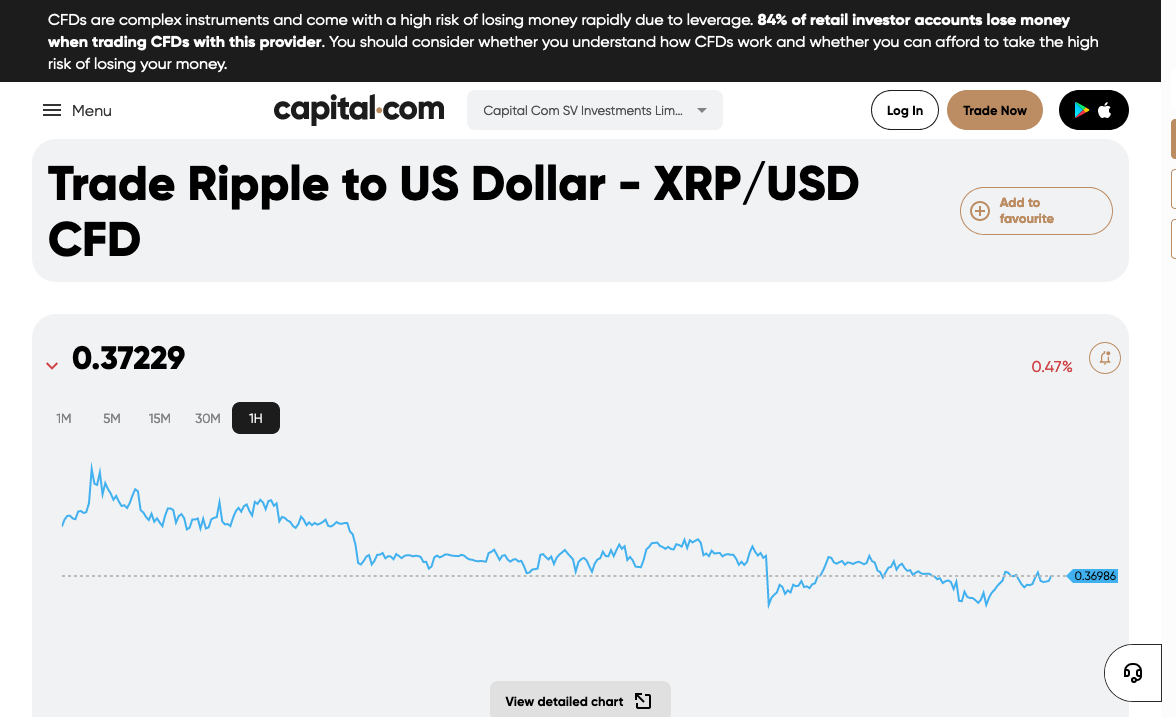 CFDs are complex instruments and come with a high risk of losing money rapidly due to leverage. 84% of retail investor accounts lose money
when trading CFDs with this provider. You should consider whether you understand how CFDs work and whether you can afford to take the high
risk of losing your money.
Menu
capital.com
Capital Com SV Investments Lim...
Log In
Trade Now
Trade Ripple to US Dollar - XRP/USD
CFD
Add to
favourite
0.37229
0.47%
1M 5M 15M 30M 1H
0.36986
View detailed chart